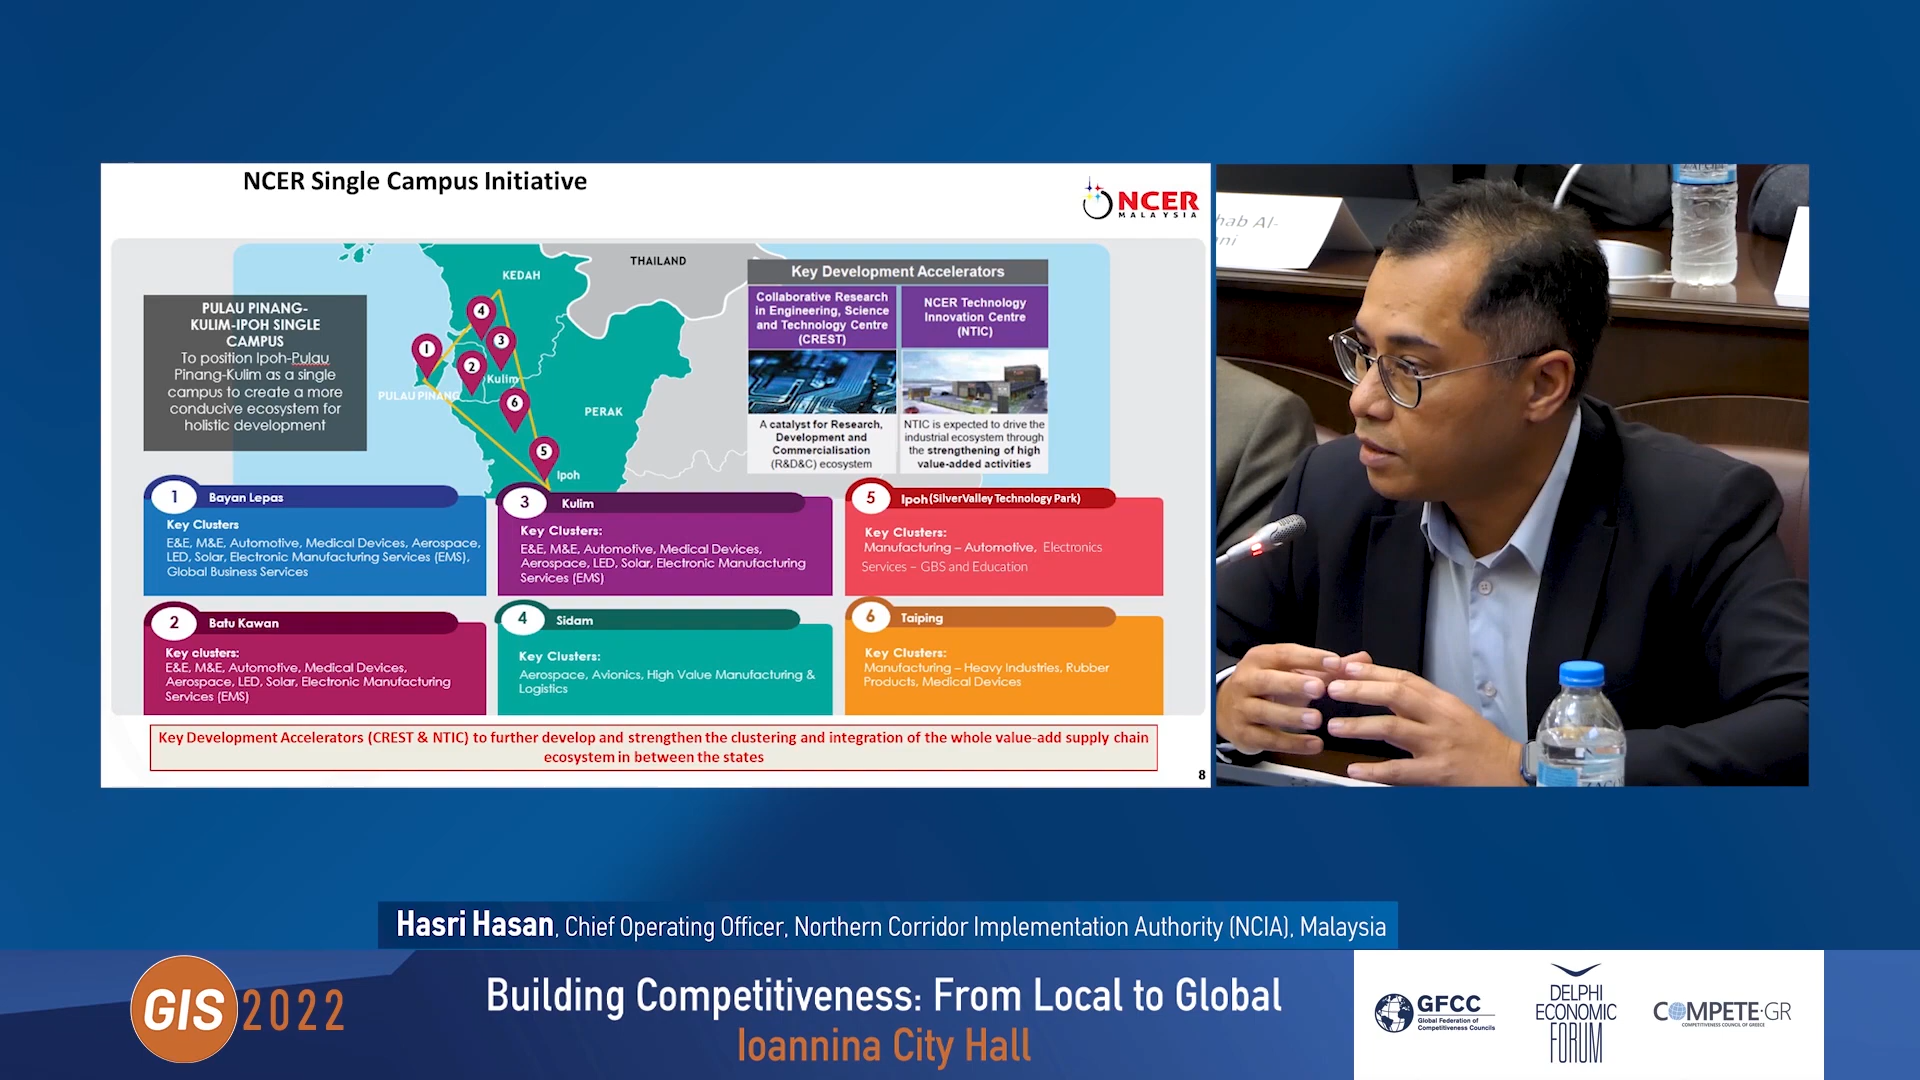 NCER Single Campus Initiative
NCER
MALAYSIA
THAILAND
KEDAH
PERAK
PULAU PINANG
Kulim
Ipoh
1
2
3
4
5
6
PULAU PINANG-
KULIM-IPOH SINGLE
CAMPUS
To position Ipoh-Pulau
Pinang-Kulim as a single
campus to create a more
conducive ecosystem for
holistic development
Key Development Accelerators
Collaborative Research
in Engineering, Science
and Technology Centre
(CREST)
A catalyst for Research,
Development and
Commercialisation
(R&D&C) ecosystem
NCER Technology
Innovation Centre
(NTIC)
NTIC is expected to drive the
industrial ecosystem through
the strengthening of high
value-added activities
1 Bayan Lepas
Key Clusters
E&E, M&E, Automotive, Medical Devices, Aerospace,
LED, Solar, Electronic Manufacturing Services (EMS),
Global Business Services
3 Kulim
Key Clusters:
E&E, M&E, Automotive, Medical Devices,
Aerospace, LED, Solar, Electronic Manufacturing
Services (EMS)
5 Ipoh (SilverValley Technology Park)
Key Clusters:
Manufacturing – Automotive, Electronics
Services – GBS and Education
2 Batu Kawan
Key clusters:
E&E, M&E, Automotive, Medical Devices,
Aerospace, LED, Solar, Electronic Manufacturing
Services (EMS)
4 Sidam
Key Clusters:
Aerospace, Avionics, High Value Manufacturing &
Logistics
6 Taiping
Key Clusters:
Manufacturing – Heavy Industries, Rubber
Products, Medical Devices
Key Development Accelerators (CREST & NTIC) to further develop and strengthen the clustering and integration of the whole value-add supply chain
ecosystem in between the states
8
Hasri Hasan, Chief Operating Officer, Northern Corridor Implementation Authority (NCIA), Malaysia
GIS 2022
Building Competitiveness: From Local to Global
Ioannina City Hall
GFCC
Global Federation of
Competitiveness Councils
DELPHI
ECONOMIC
FORUM
COMPETE·GR
COMPETITIVENESS COUNCIL OF GREECE